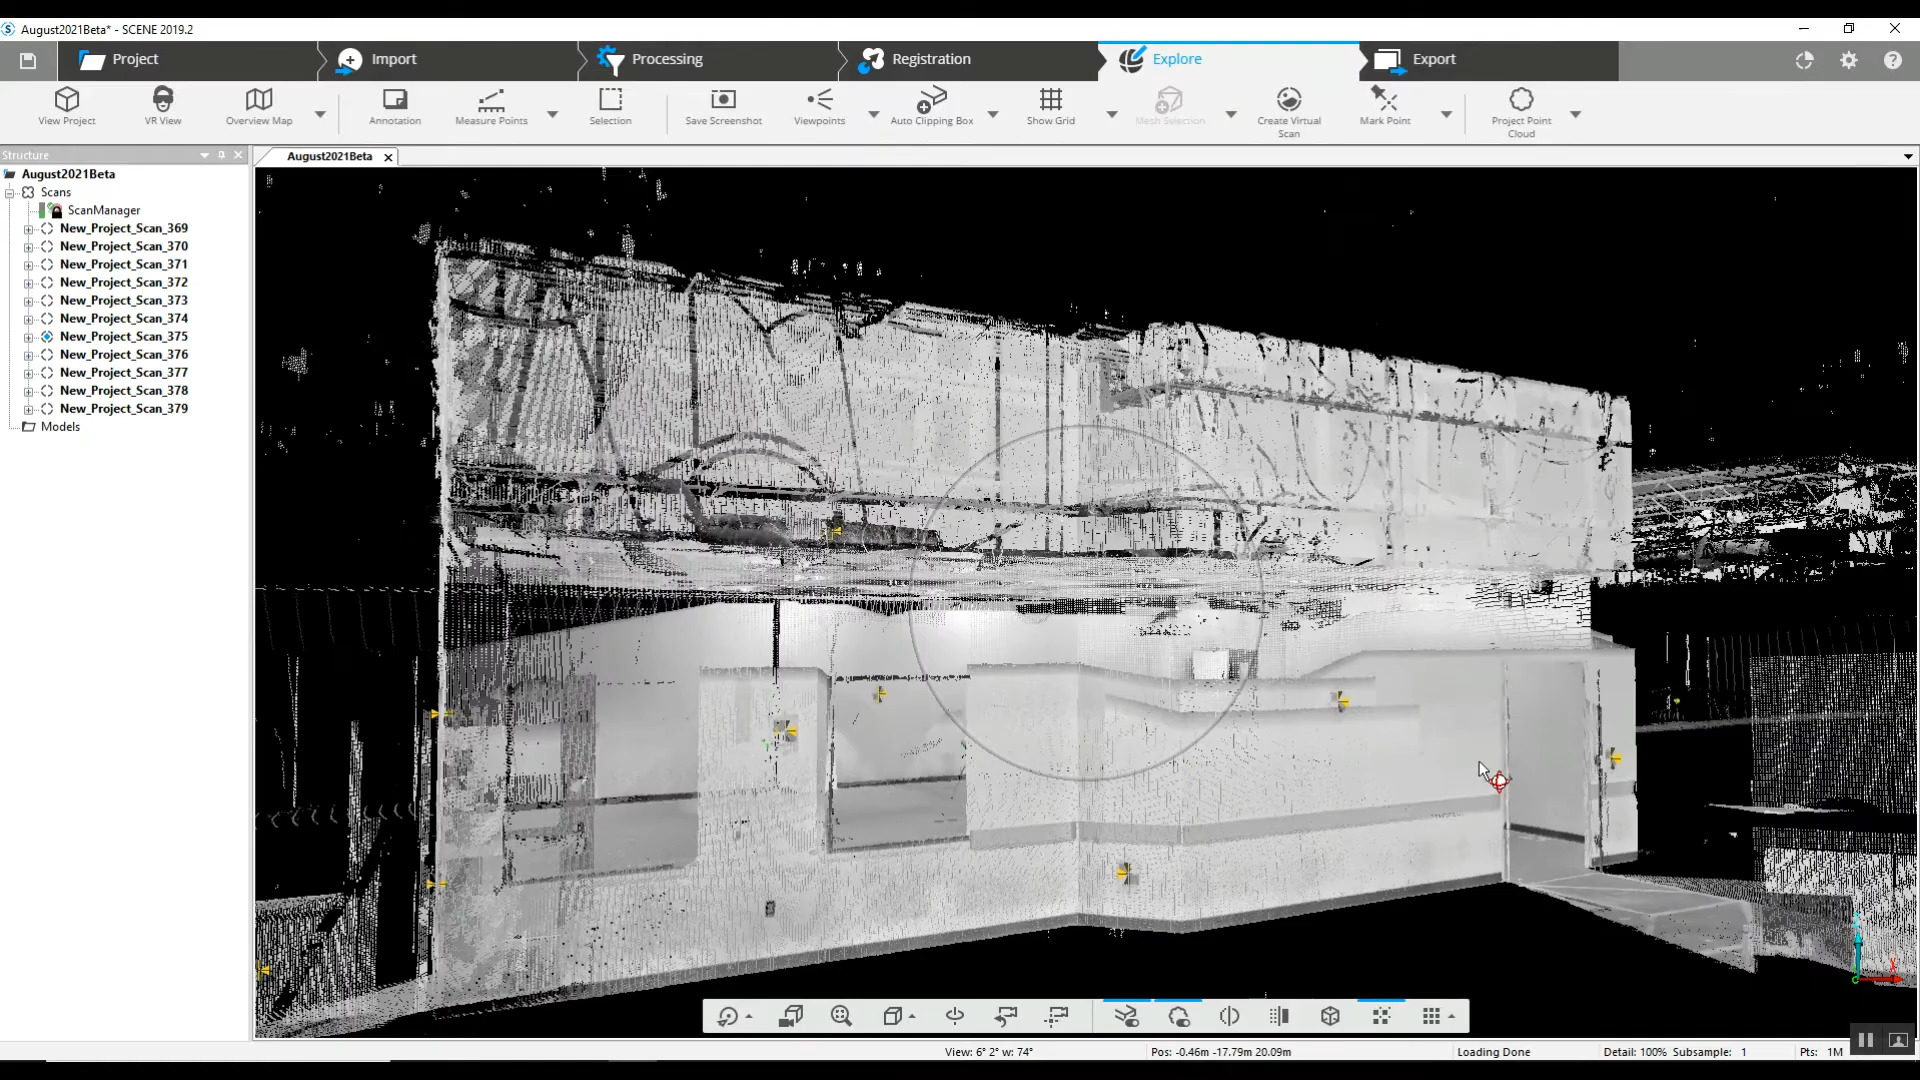 August2021Beta* - SCENE 2019.2
Project
Import
Processing
Registration
Explore
Export
View Project
VR View
Overview Map
Annotation
Measure Points
Selection
Save Screenshot
Viewpoints
Auto Clipping Box
Show Grid
Mesh Selection
Create Virtual
Scan
Mark Point
Project Point
Cloud
Structure
August2021Beta
August2021Beta
Scans
ScanManager
New_Project_Scan_369
New_Project_Scan_370
New_Project_Scan_371
New_Project_Scan_372
New_Project_Scan_373
New_Project_Scan_374
New_Project_Scan_375
New_Project_Scan_376
New_Project_Scan_377
New_Project_Scan_378
New_Project_Scan_379
Models
X
View: 6° 2° w: 74°
Pos: -0.46m -17.79m 20.09m
Loading Done
Detail: 100% Subsample: 1
Pts: 1M